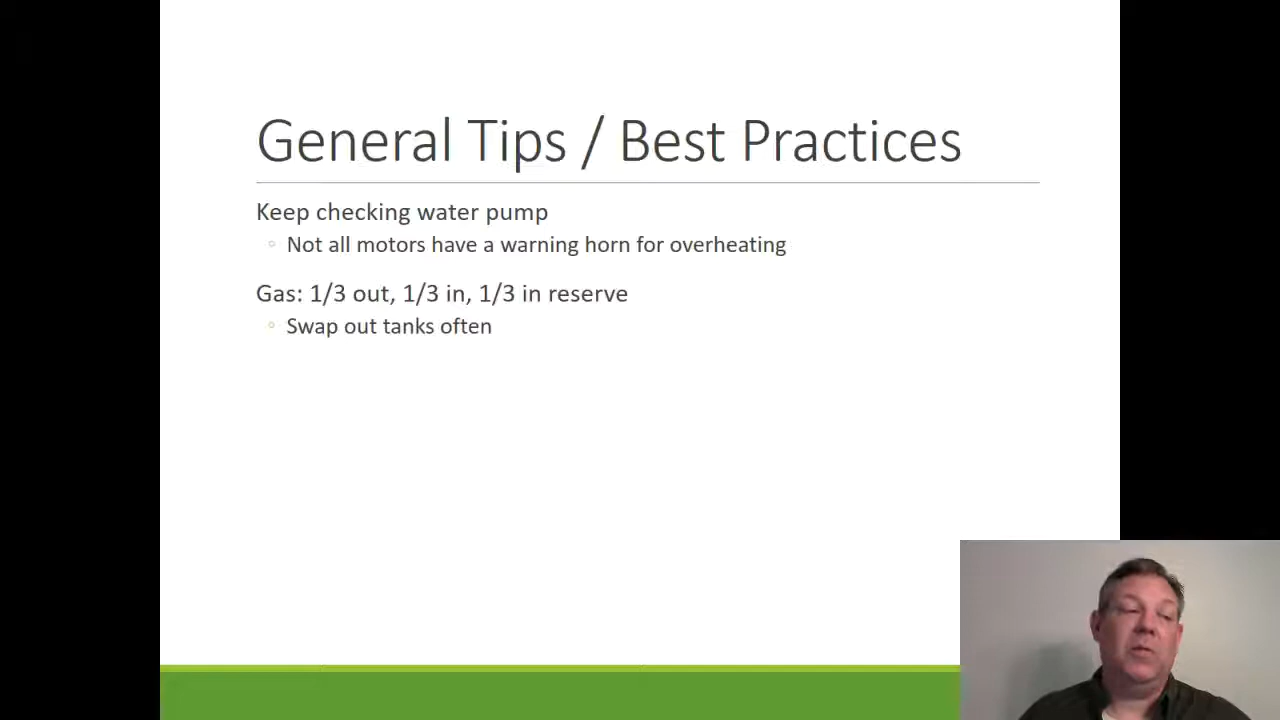 General Tips / Best Practices
Keep checking water pump
Not all motors have a warning horn for overheating
Gas: 1/3 out, 1/3 in, 1/3 in reserve
Swap out tanks often